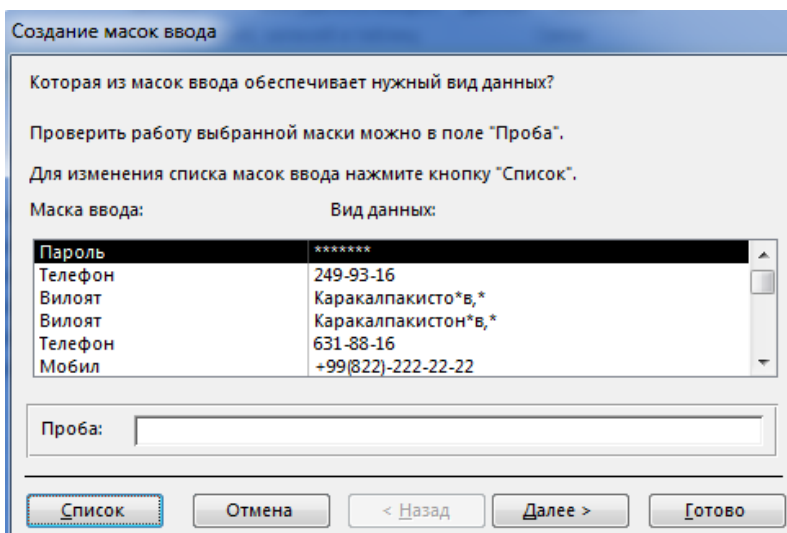 Создание масок ввода
Которая из масок ввода обеспечивает нужный вид данных?
Проверить работу выбранной маски можно в поле "Проба".
Для изменения списка масок ввода нажмите кнопку "Список".
Маска ввода: Вид данных:
Пароль *******
Телефон 249-93-16
Вилоят Каракалпакисто*в,*
Вилоят Каракалпакистон*в,*
Телефон 631-88-16
Мобил +99(822)-222-22-22
Проба:
Список Отмена < Назад Далее > Готово